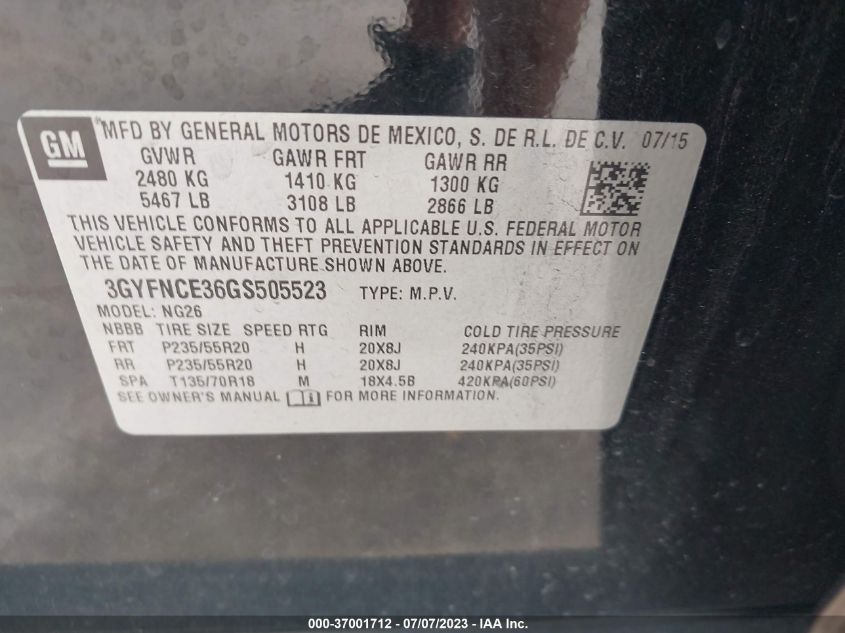 GM
MFD BY GENERAL MOTORS DE MEXICO, S. DE R.L. DE C.V. 07/15
GVWR GAWR FRT GAWR RR
2480 KG 1410 KG 1300 KG
5467 LB 3108 LB 2866 LB
THIS VEHICLE CONFORMS TO ALL APPLICABLE U.S. FEDERAL MOTOR
VEHICLE SAFETY AND THEFT PREVENTION STANDARDS IN EFFECT ON
THE DATE OF MANUFACTURE SHOWN ABOVE.
3GYFNCE36GS505523 TYPE: M.P.V.
MODEL: NG26
NBBB TIRE SIZE SPEED RTG RIM COLD TIRE PRESSURE
FRT P235/55R20 H 20X8J 240KPA(35PSI)
RR P235/55R20 H 20X8J 240KPA(35PSI)
SPA T135/70R18 M 18X4.5B 420KPA(60PSI)
SEE OWNER'S MANUAL FOR MORE INFORMATION.
000-37001712 - 07/07/2023 - IAA Inc.